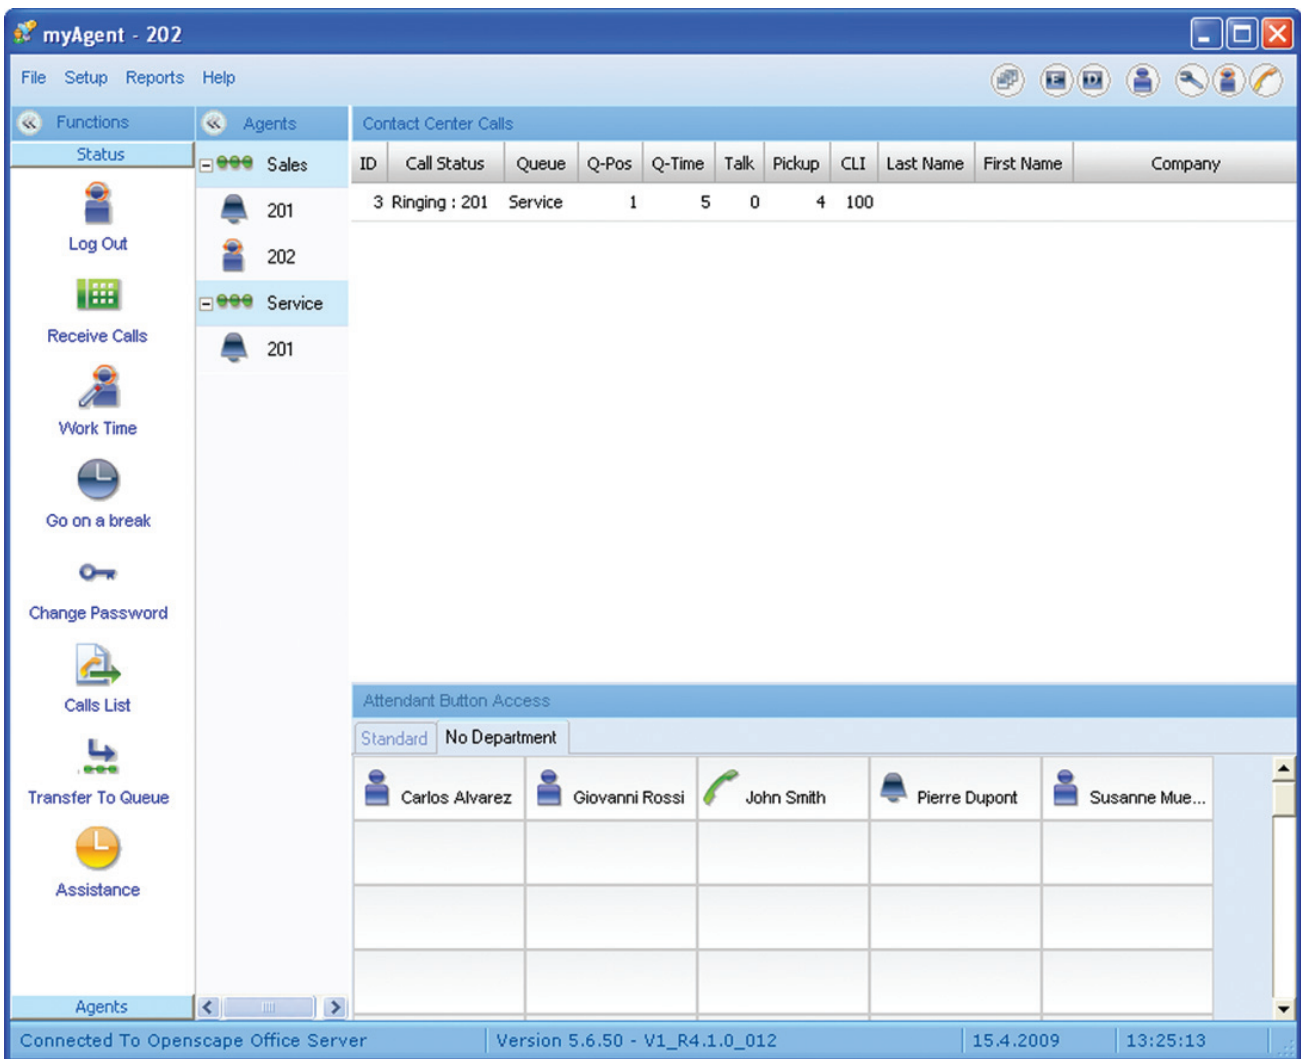 myAgent - 202
File Setup Reports Help
Functions
Status
Log Out
Receive Calls
Work Time
Go on a break
Change Password
Calls List
Transfer To Queue
Assistance
Agents
Agents
Sales
201
202
Service
201
Contact Center Calls
ID Call Status Queue Q-Pos Q-Time Talk Pickup CLI Last Name First Name Company
3 Ringing : 201 Service 1 5 0 4 100
Attendant Button Access
Standard No Department
Carlos Alvarez Giovanni Rossi John Smith Pierre Dupont Susanne Mue...
Connected To Openscape Office Server Version 5.6.50 - V1_R4.1.0_012 15.4.2009 13:25:13